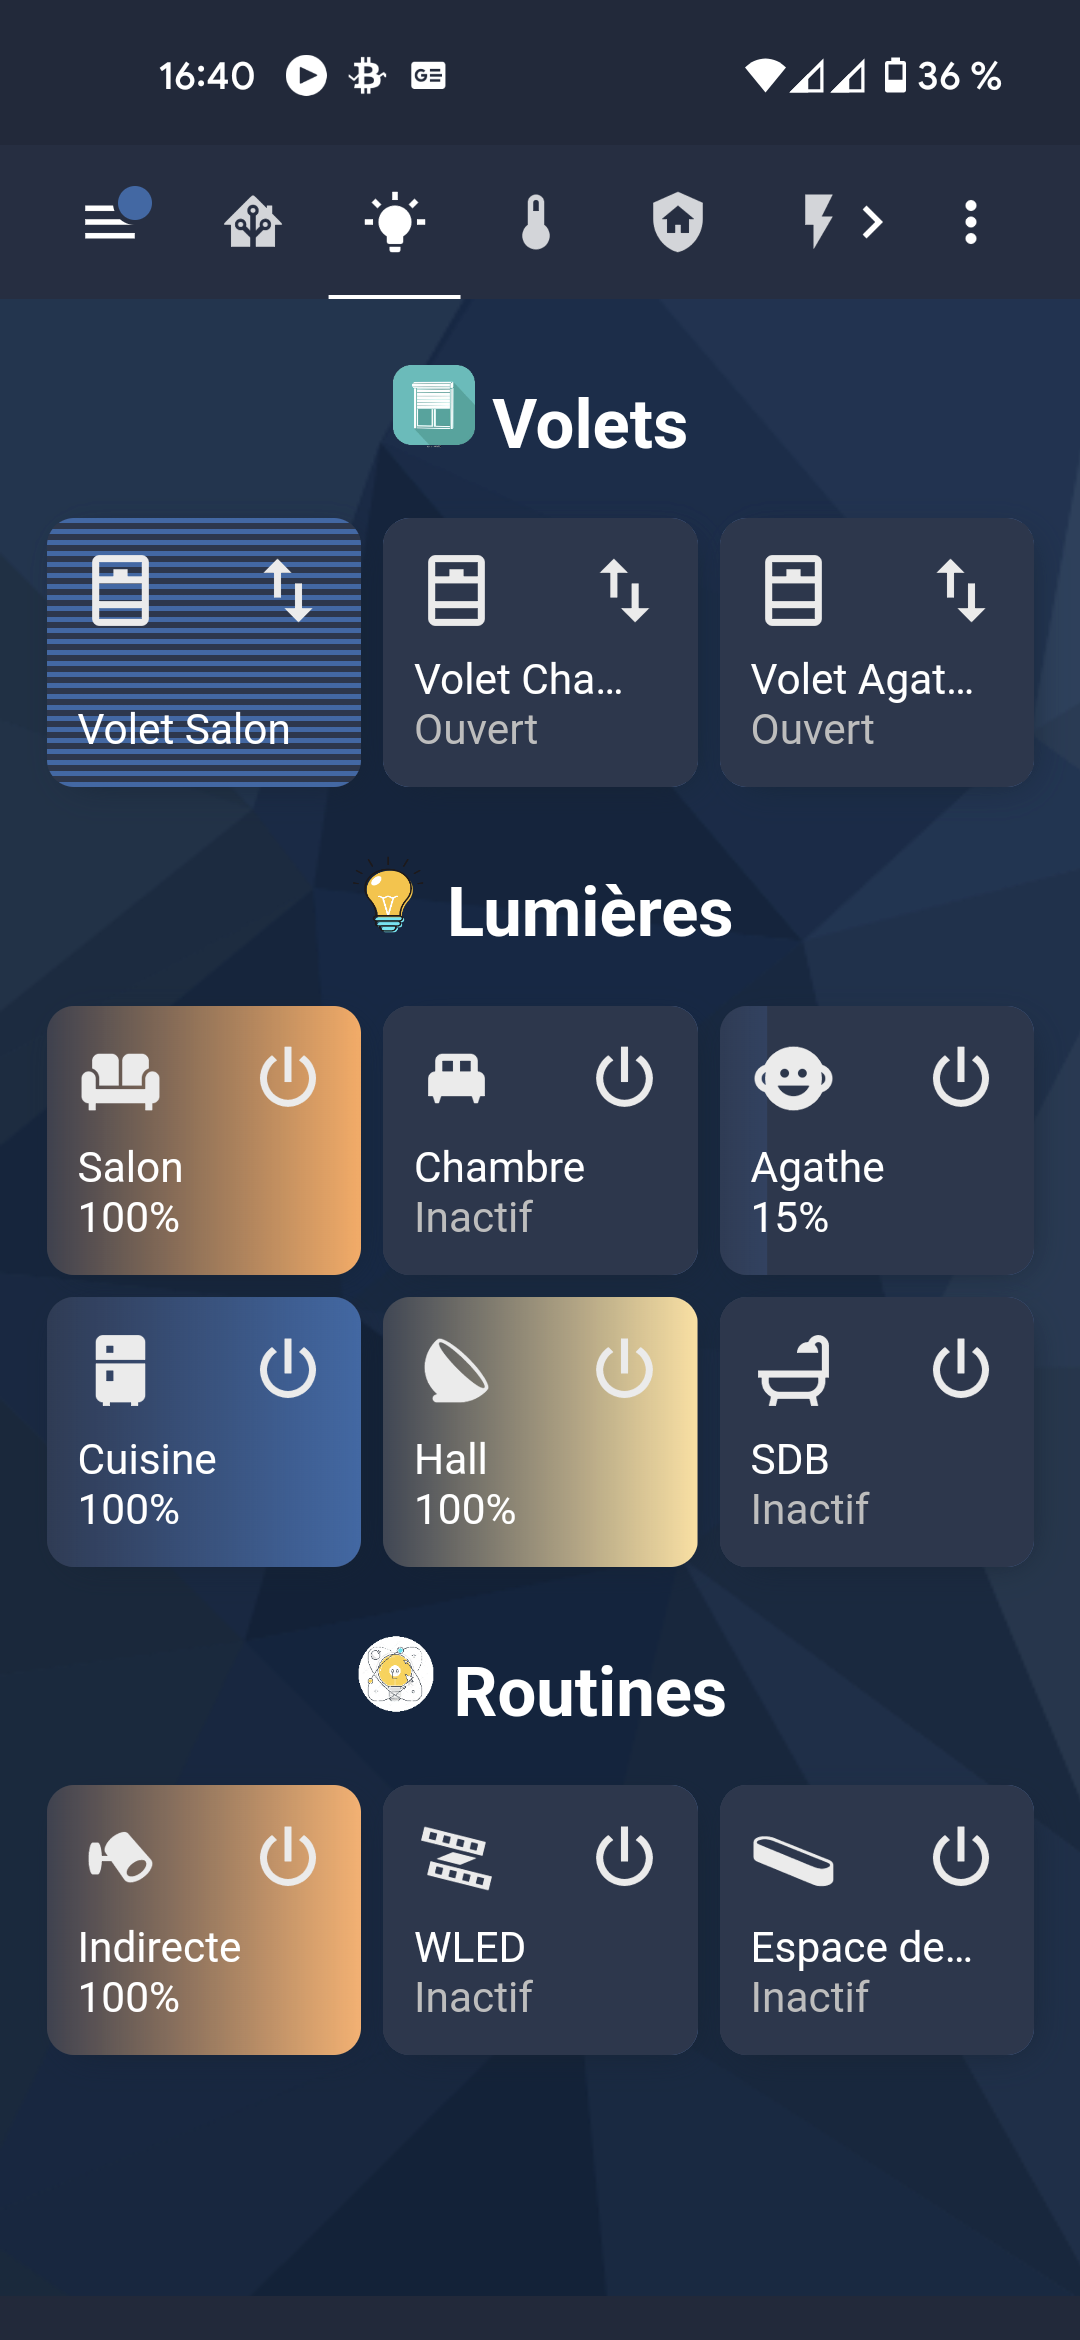 16:40
36 %
Volets
Volet Salon
Volet Cha…
Ouvert
Volet Agat…
Ouvert
Lumières
Salon
100%
Chambre
Inactif
Agathe
15%
Cuisine
100%
Hall
100%
SDB
Inactif
Routines
Indirecte
100%
WLED
Inactif
Espace de…
Inactif